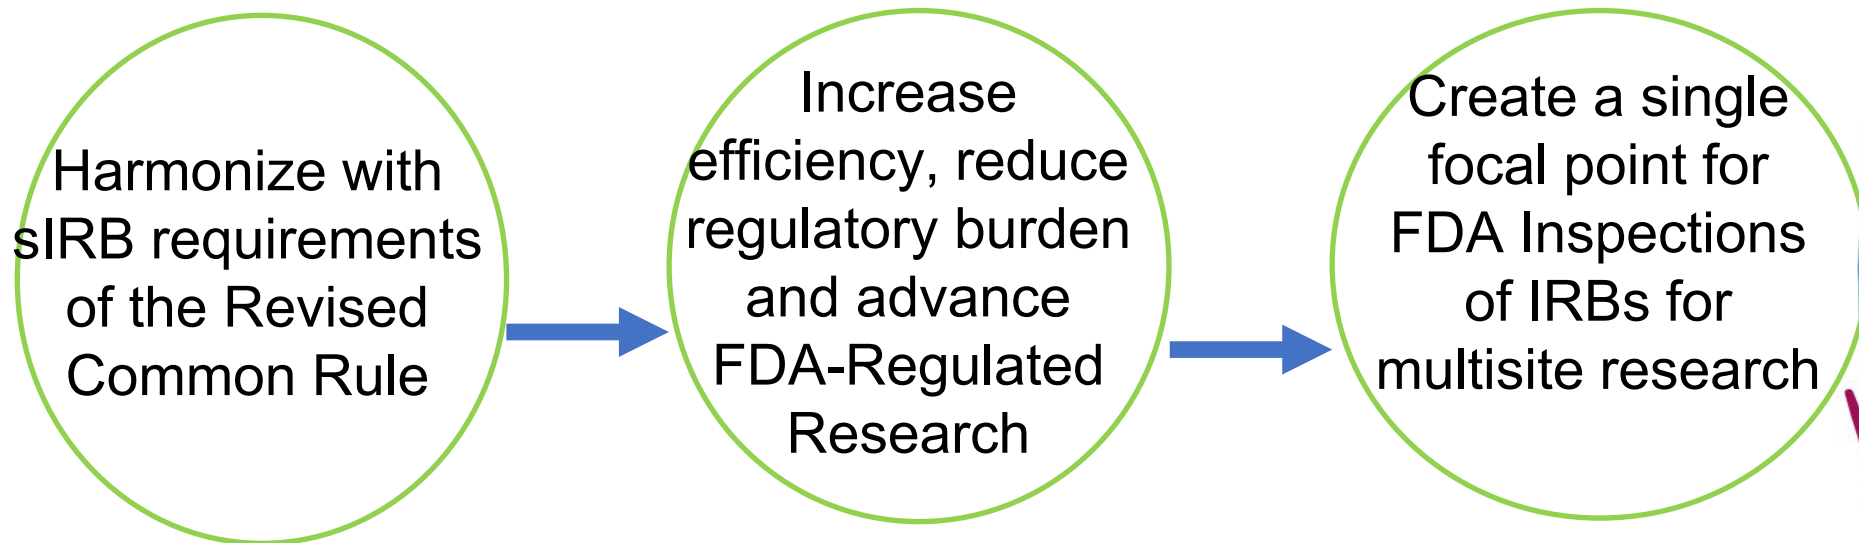 Harmonize with
sIRB requirements
of the Revised
Common Rule
Increase
efficiency, reduce
regulatory burden
and advance
FDA-Regulated
Research
Create a single
focal point for
FDA Inspections
of IRBs for
multisite research